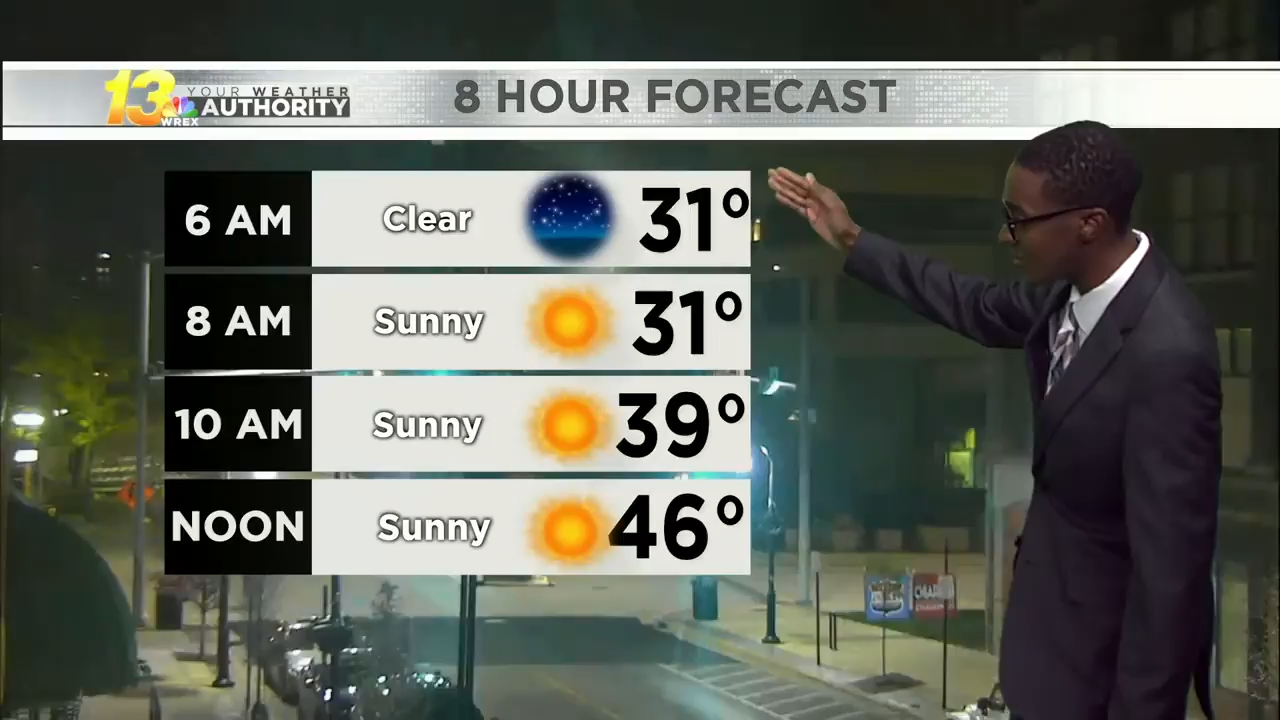 13
WREX
YOUR WEATHER
AUTHORITY
8 HOUR FORECAST
6 AM Clear 31°
8 AM Sunny 31°
10 AM Sunny 39°
NOON Sunny 46°